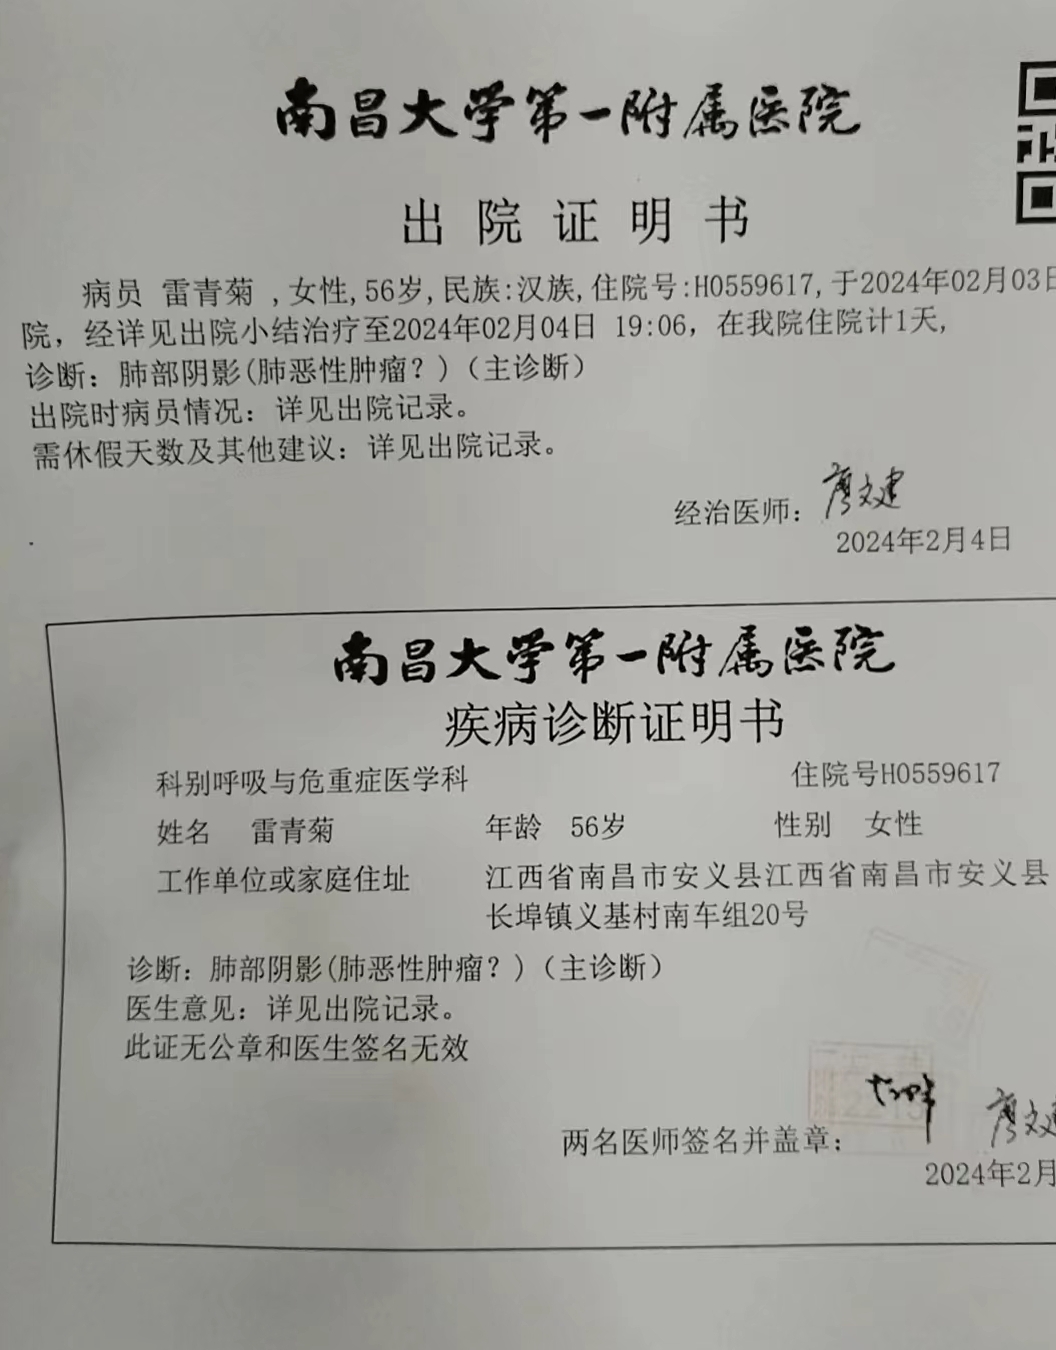 南昌大学第一附属医院
出院证明书
病员 雷青菊 ,女性,56岁,民族:汉族,住院号:H0559617,于2024年02月03日
院，经详见出院小结治疗至2024年02月04日 19:06，在我院住院计1天,
诊断：肺部阴影(肺恶性肿瘤？)（主诊断）
出院时病员情况：详见出院记录。
需休假天数及其他建议：详见出院记录。
经治医师：廖文建
2024年2月4日
南昌大学第一附属医院
疾病诊断证明书
科别呼吸与危重症医学科 住院号H0559617
姓名 雷青菊 年龄 56岁 性别 女性
工作单位或家庭住址 江西省南昌市安义县江西省南昌市安义县
长埠镇义基村南车组20号
诊断：肺部阴影(肺恶性肿瘤？)（主诊断）
医生意见：详见出院记录。
此证无公章和医生签名无效
两名医师签名并盖章： 廖文建
2024年2月